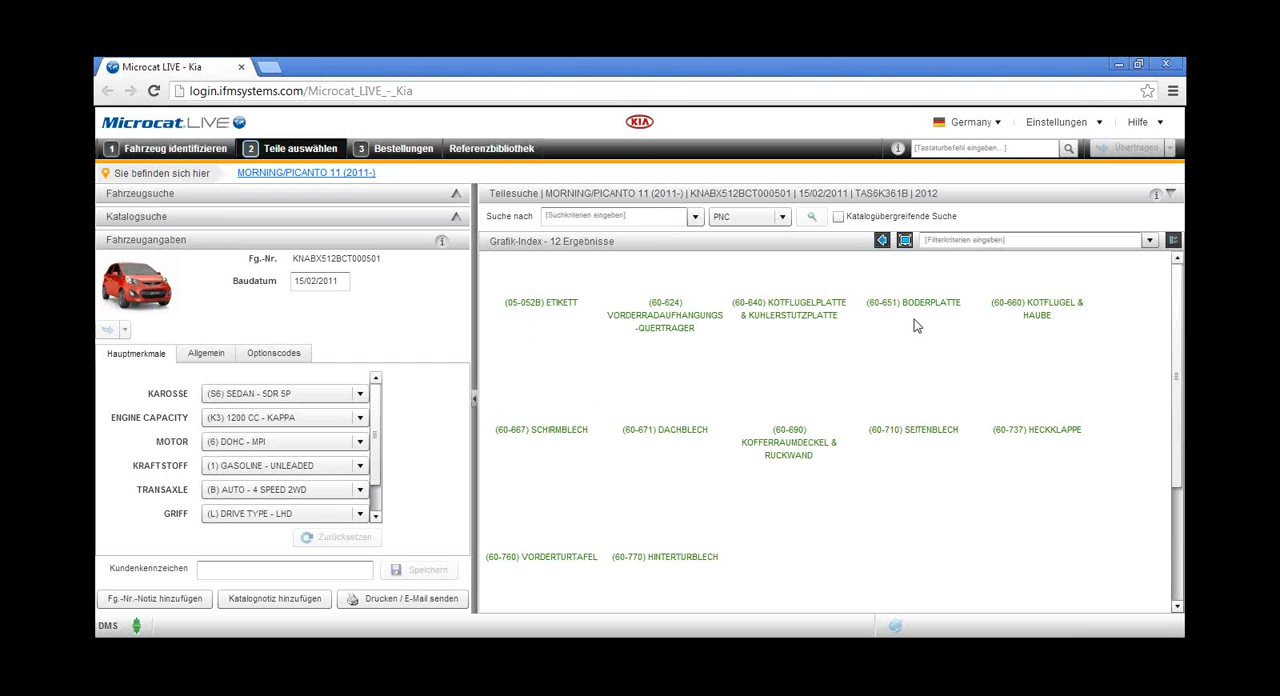 Microcat LIVE - Kia
login.ifmsystems.com/Microcat_LIVE_-_Kia
Microcat.LIVE
KIA
Germany
Einstellungen
Hilfe
1 Fahrzeug identifizieren
2 Teile auswählen
3 Bestellungen
Referenzbibliothek
[Tastaturbefehl eingeben...]
Übertragen
Sie befinden sich hier
MORNING/PICANTO 11 (2011-)
Fahrzeugsuche
Katalogsuche
Fahrzeugangaben
Fg.-Nr. KNABX512BCT000501
Baudatum 15/02/2011
Hauptmerkmale
Allgemein
Optionscodes
KAROSSE (S6) SEDAN - 5DR 5P
ENGINE CAPACITY (K3) 1200 CC - KAPPA
MOTOR (6) DOHC - MPI
KRAFTSTOFF (1) GASOLINE - UNLEADED
TRANSAXLE (B) AUTO - 4 SPEED 2WD
GRIFF (L) DRIVE TYPE - LHD
Zurücksetzen
Kundenkennzeichen
Speichern
Fg.-Nr.-Notiz hinzufügen
Katalognotiz hinzufügen
Drucken / E-Mail senden
DMS
Teilesuche | MORNING/PICANTO 11 (2011-) | KNABX512BCT000501 | 15/02/2011 | TAS6K361B | 2012
Suche nach
[Suchkriterien eingeben]
PNC
Katalogübergreifende Suche
Grafik-Index - 12 Ergebnisse
[Filterkriterien eingeben]
(05-052B) ETIKETT
(60-624)
VORDERRADAUFHANGUNGS
-QUERTRAGER
(60-640) KOTFLUGELPLATTE
& KUHLERSTUTZPLATTE
(60-651) BODERPLATTE
(60-660) KOTFLUGEL &
HAUBE
(60-667) SCHIRMBLECH
(60-671) DACHBLECH
(60-690)
KOFFERRAUMDECKEL &
RUCKWAND
(60-710) SEITENBLECH
(60-737) HECKKLAPPE
(60-760) VORDERTURTAFEL
(60-770) HINTERTURBLECH